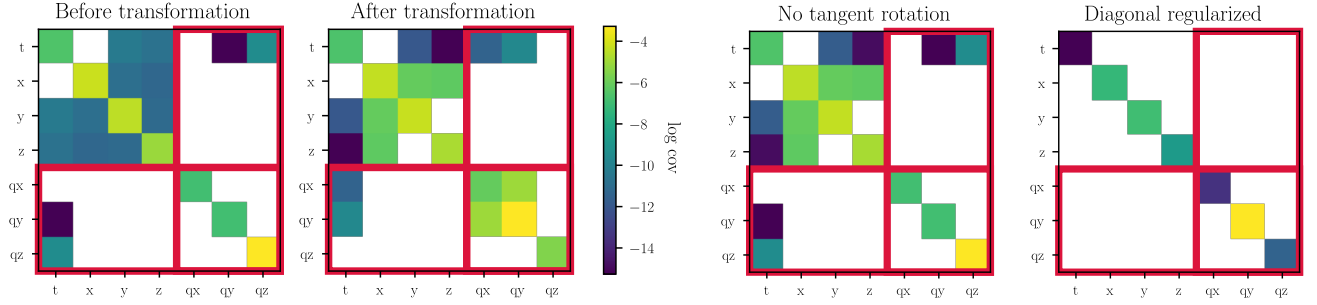 Before transformation
After transformation
No tangent rotation
Diagonal regularized
t
x
y
z
qx
qy
qz
t
x
y
z
qx
qy
qz
t
x
y
z
qx
qy
qz
t
x
y
z
qx
qy
qz
−4
−6
−8
−10
−12
−14
log cov
t
x
y
z
qx
qy
qz
t
x
y
z
qx
qy
qz
t
x
y
z
qx
qy
qz
t
x
y
z
qx
qy
qz